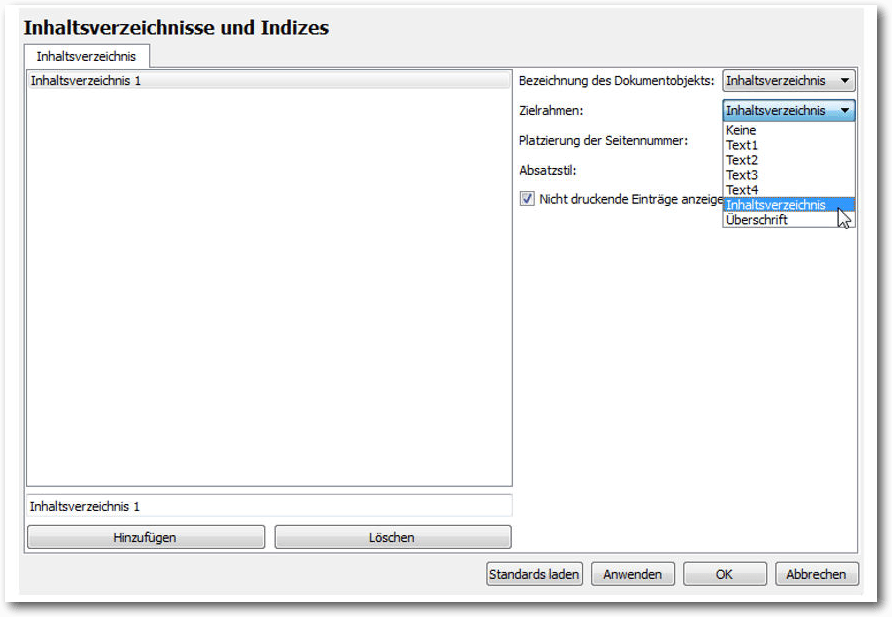 Inhaltsverzeichnisse und Indizes
Inhaltsverzeichnis
Inhaltsverzeichnis 1
Bezeichnung des Dokumentobjekts: Inhaltsverzeichnis
Zielrahmen: Inhaltsverzeichnis
Platzierung der Seitennummer:
Absatzstil:
Nicht druckende Einträge anzeige
Keine
Text1
Text2
Text3
Text4
Inhaltsverzeichnis
Überschrift
Inhaltsverzeichnis 1
Hinzufügen Löschen
Standards laden Anwenden OK Abbrechen